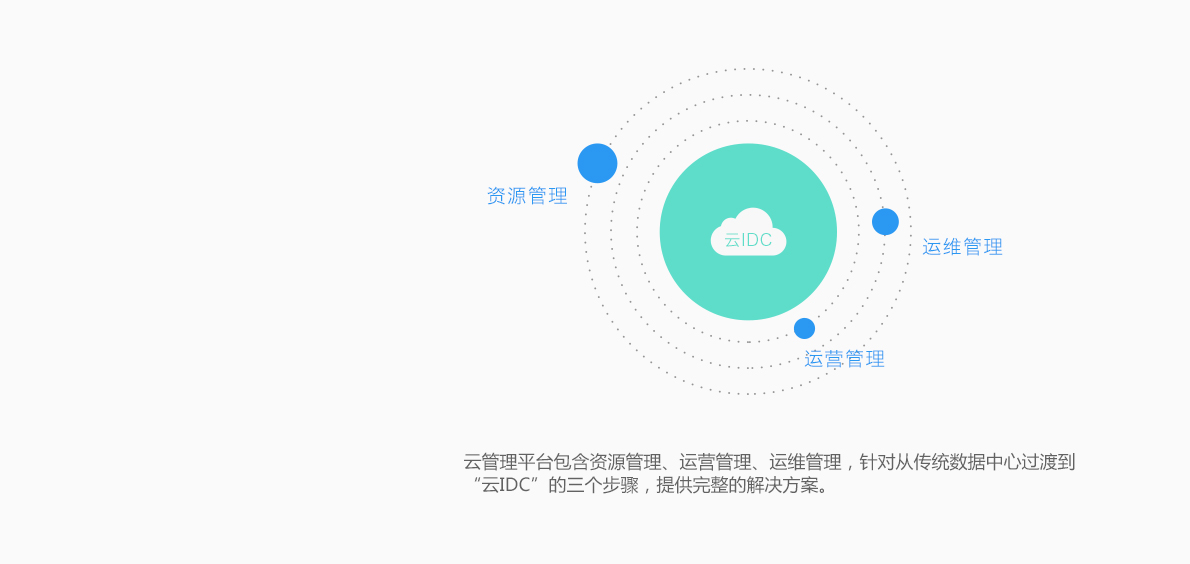 资源管理
云IDC
运维管理
运营管理
云管理平台包含资源管理、运营管理、运维管理，针对从传统数据中心过渡到
“云IDC”的三个步骤，提供完整的解决方案。